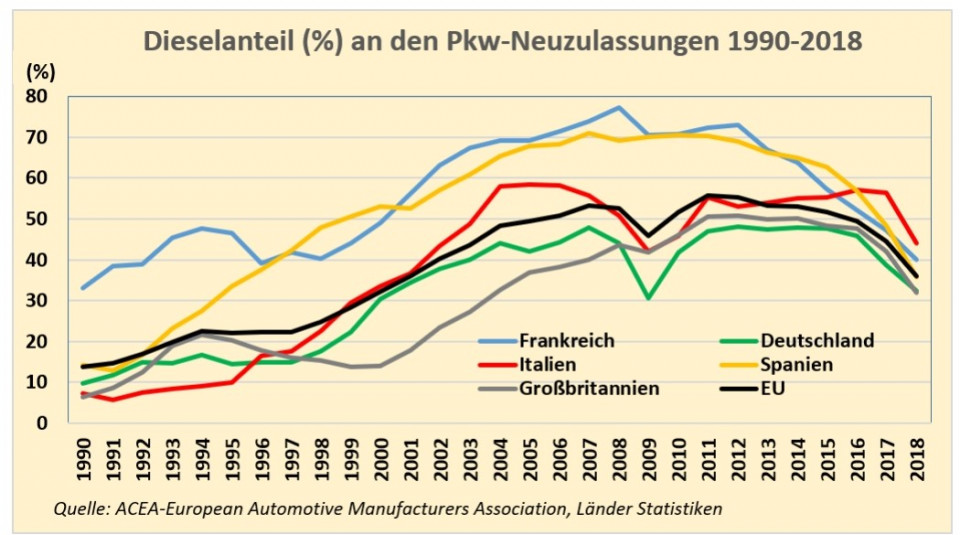 Dieselanteil (%) an den Pkw-Neuzulassungen 1990-2018
(%)
80
70
60
50
40
30
20
10
0
Frankreich Deutschland
Italien Spanien
Großbritannien EU
1990 1991 1992 1993 1994 1995 1996 1997 1998 1999 2000 2001 2002 2003 2004 2005 2006 2007 2008 2009 2010 2011 2012 2013 2014 2015 2016 2017 2018
Quelle: ACEA-European Automotive Manufacturers Association, Länder Statistiken